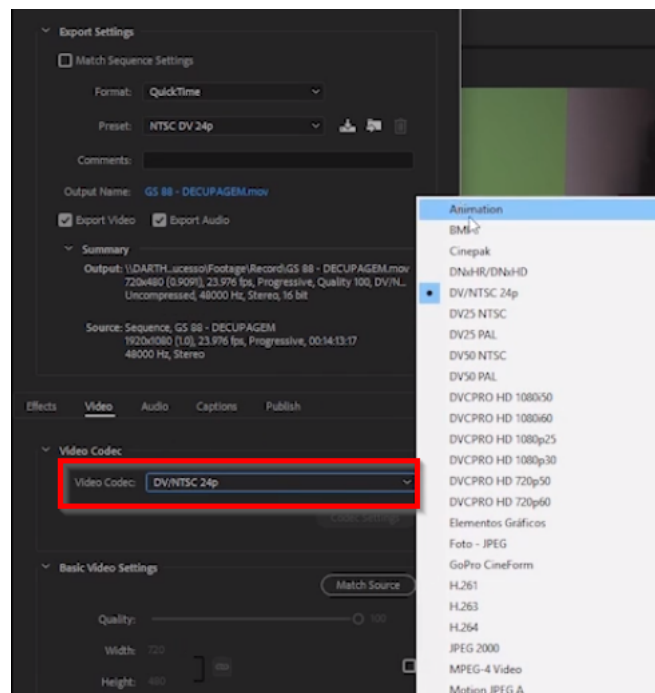 Export Settings
Match Sequence Settings
Format: QuickTime
Preset: NTSC DV 24p
Comments:
Output Name: GS 88 - DECUPAGEM.mov
Export Video Export Audio
Summary
Output: \\DARTH...ucesso\Footage\Record\GS 88 - DECUPAGEM.mov
720x480 (0.9091), 23.976 fps, Progressive, Quality 100, DV/N...
Uncompressed, 48000 Hz, Stereo, 16 bit
Source: Sequence, GS 88 - DECUPAGEM
1920x1080 (1.0), 23.976 fps, Progressive, 00:14:13:17
48000 Hz, Stereo
Effects Video Audio Captions Publish
Video Codec
Video Codec: DV/NTSC 24p
Codec Settings
Basic Video Settings
Match Source
Quality: 100
Width: 720
Height: 480
Animation
BMP
Cinepak
DNxHR/DNxHD
DV/NTSC 24p
DV25 NTSC
DV25 PAL
DV50 NTSC
DV50 PAL
DVCPRO HD 1080i50
DVCPRO HD 1080i60
DVCPRO HD 1080p25
DVCPRO HD 1080p30
DVCPRO HD 720p50
DVCPRO HD 720p60
Elementos Gráficos
Foto - JPEG
GoPro CineForm
H.261
H.263
H.264
JPEG 2000
MPEG-4 Video
Motion JPEG A